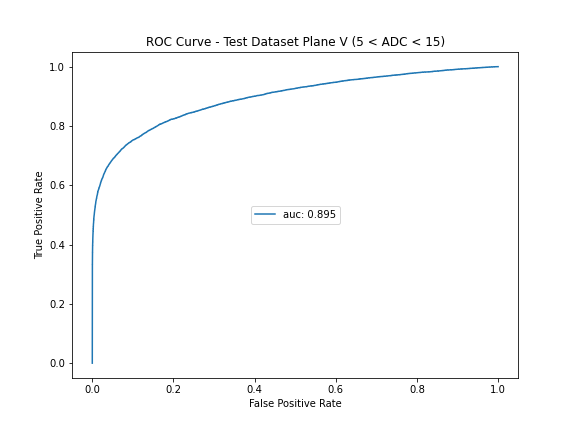 ROC Curve - Test Dataset Plane V (5 < ADC < 15)
True Positive Rate
1.0
0.8
0.6
0.4
0.2
0.0
auc: 0.895
0.0 0.2 0.4 0.6 0.8 1.0
False Positive Rate